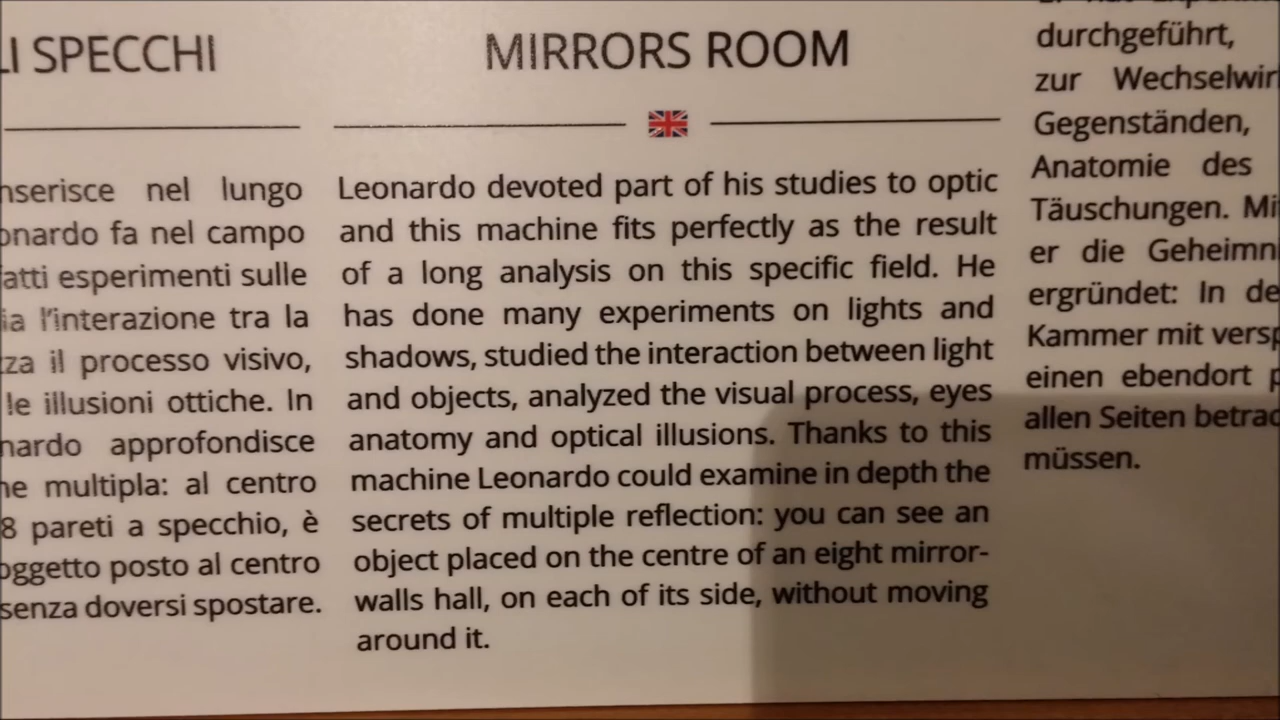 LI SPECCHI
nserisce nel lungo
onardo fa nel campo
fatti esperimenti sulle
ia l'interazione tra la
zza il processo visivo,
le illusioni ottiche. In
nardo approfondisce
ne multipla: al centro
8 pareti a specchio, è
oggetto posto al centro
senza doversi spostare.
MIRRORS ROOM
Leonardo devoted part of his studies to optic
and this machine fits perfectly as the result
of a long analysis on this specific field. He
has done many experiments on lights and
shadows, studied the interaction between light
and objects, analyzed the visual process, eyes
anatomy and optical illusions. Thanks to this
machine Leonardo could examine in depth the
secrets of multiple reflection: you can see an
object placed on the centre of an eight mirror-
walls hall, on each of its side, without moving
around it.
durchgeführt,
zur Wechselwir
Gegenständen,
Anatomie des
Täuschungen. Mi
er die Geheimn
ergründet: In de
Kammer mit versp
einen ebendort p
allen Seiten betrac
müssen.